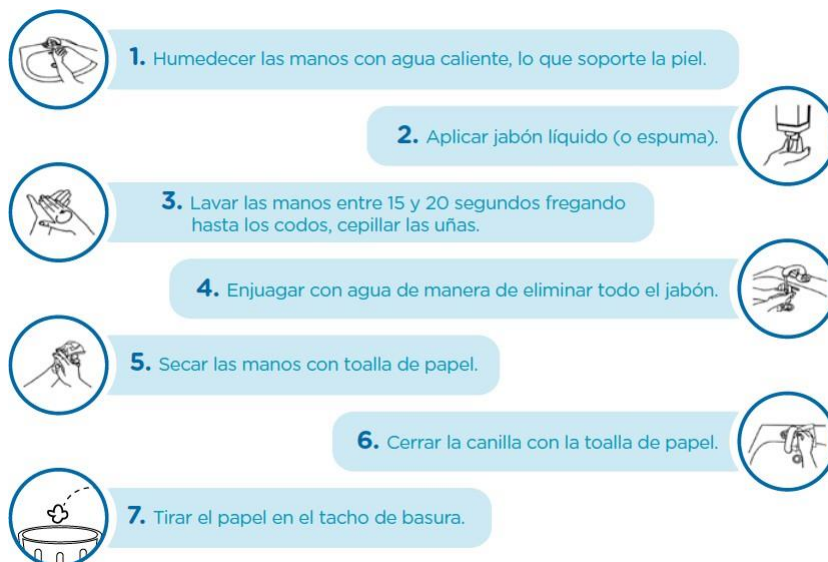 1. Humedecer las manos con agua caliente, lo que soporte la piel.
2. Aplicar jabón líquido (o espuma).
3. Lavar las manos entre 15 y 20 segundos fregando
hasta los codos, cepillar las uñas.
4. Enjuagar con agua de manera de eliminar todo el jabón.
5. Secar las manos con toalla de papel.
6. Cerrar la canilla con la toalla de papel.
7. Tirar el papel en el tacho de basura.